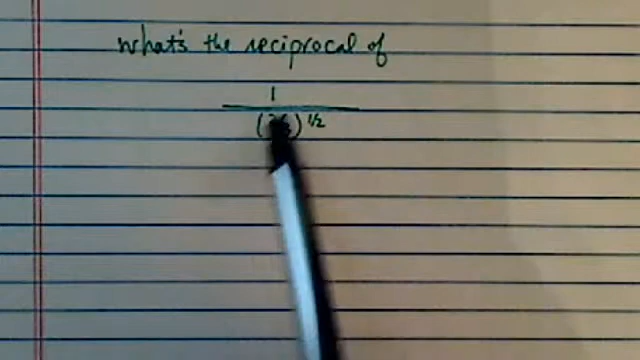 what's the reciprocal of
1
( )^1/2